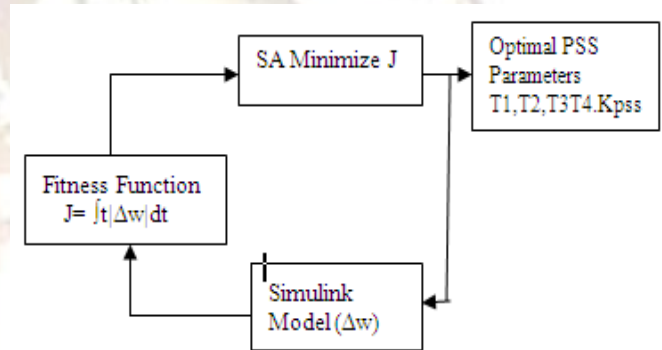 SA Minimize J
Optimal PSS
Parameters
T1,T2,T3T4.Kpss
Fitness Function
J= ∫t|Δw|dt
Simulink
Model(Δw)